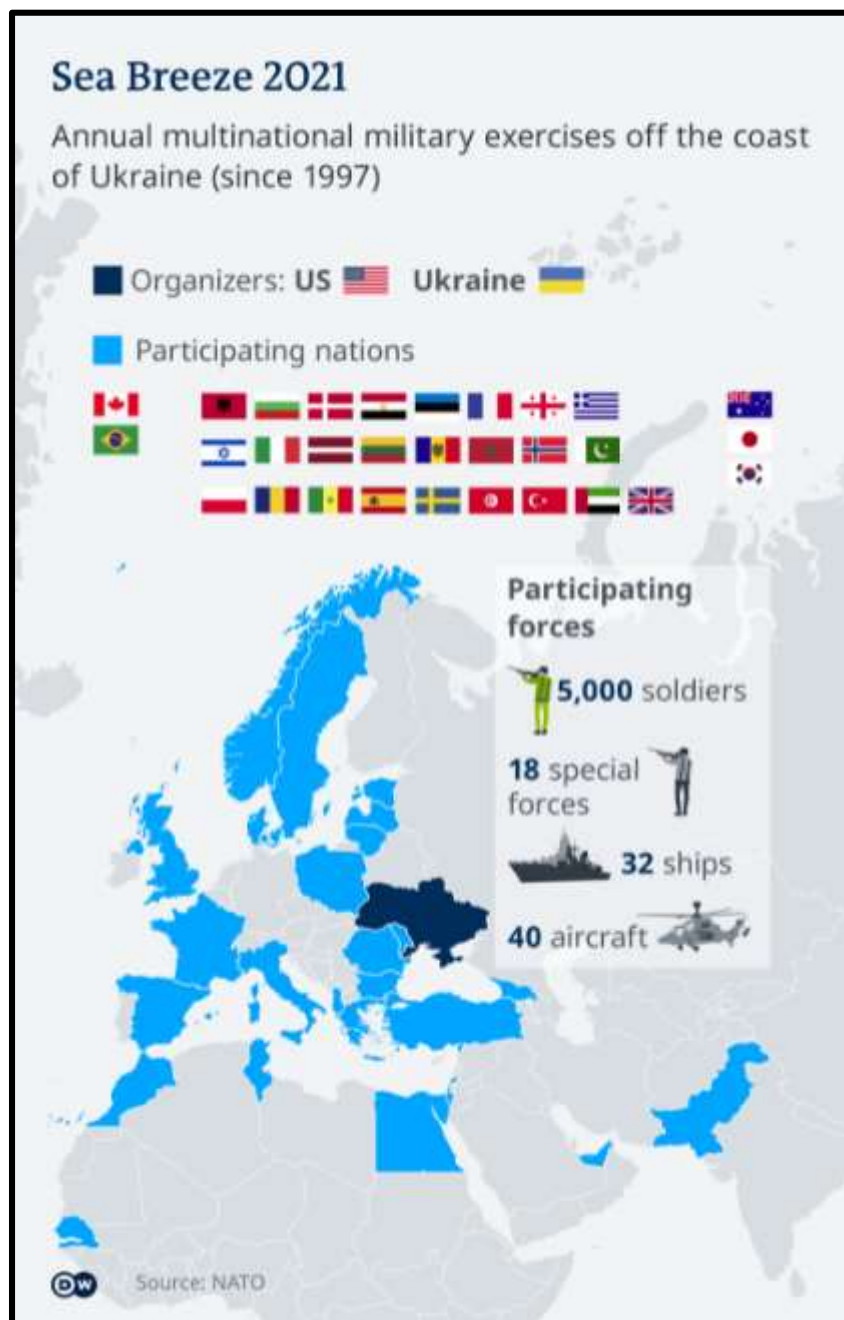 Sea Breeze 2021
Annual multinational military exercises off the coast
of Ukraine (since 1997)
Organizers: US Ukraine
Participating nations
Participating
forces
5,000 soldiers
18 special
forces
32 ships
40 aircraft
DW Source: NATO